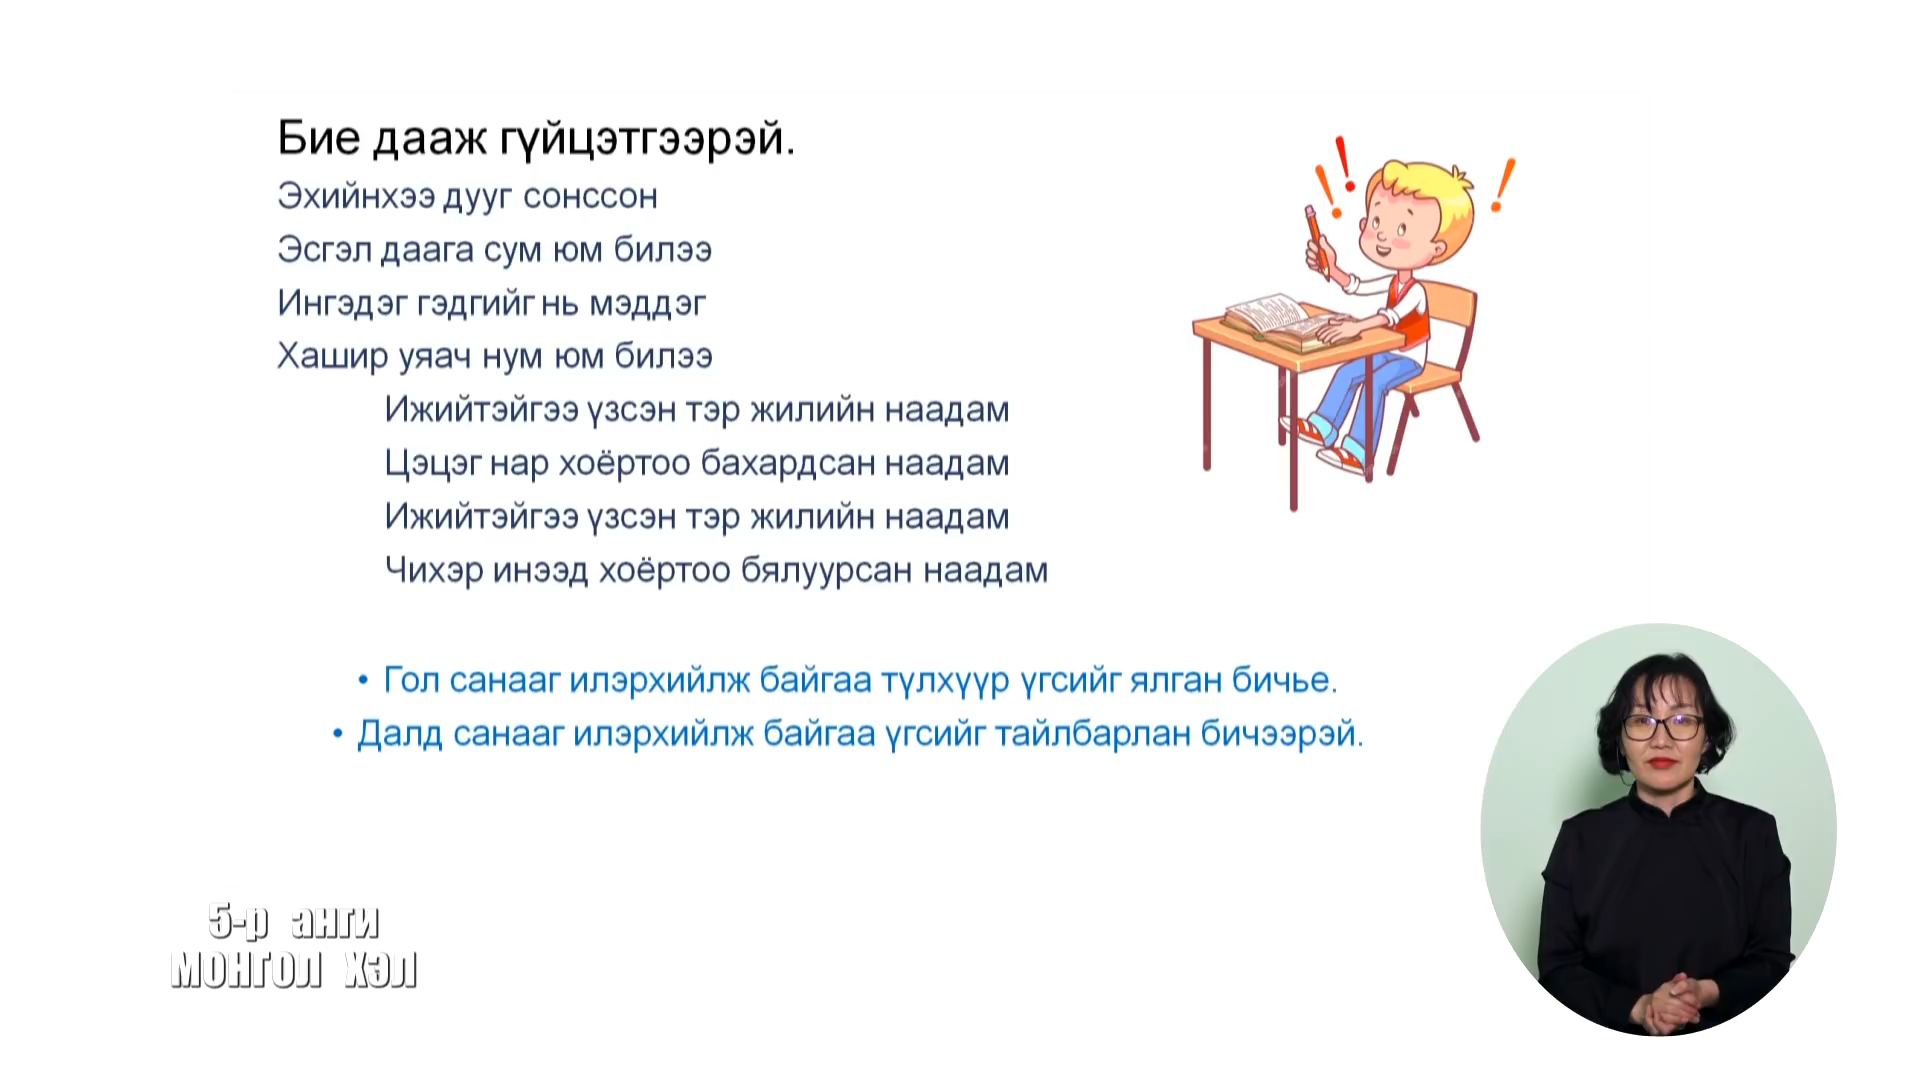 Бие дааж гүйцэтгээрэй.
Эхийнхээ дууг сонссон
Эсгэл даага сум юм билээ
Ингэдэг гэдгийг нь мэддэг
Хашир уяач нум юм билээ
Ижийтэйгээ үзсэн тэр жилийн наадам
Цэцэг нар хоёртоо бахардсан наадам
Ижийтэйгээ үзсэн тэр жилийн наадам
Чихэр инээд хоёртоо бялуурсан наадам
• Гол санааг илэрхийлж байгаа түлхүүр үгсийг ялган бичье.
• Далд санааг илэрхийлж байгаа үгсийг тайлбарлан бичээрэй.
5-р анги
МОНГОЛ ХЭЛ